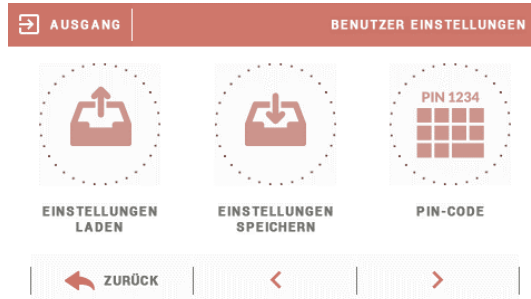 AUSGANG
BENUTZER EINSTELLUNGEN
PIN 1234
EINSTELLUNGEN
LADEN
EINSTELLUNGEN
SPEICHERN
PIN-CODE
ZURÜCK